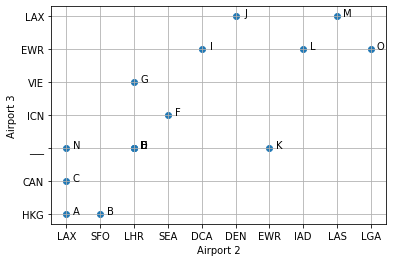 LAX
EWR
VIE
ICN
___
CAN
HKG
Airport 3
J
M
I
L
O
G
F
N
K
C
A
B
LAX SFO LHR SEA DCA DEN EWR IAD LAS LGA
Airport 2